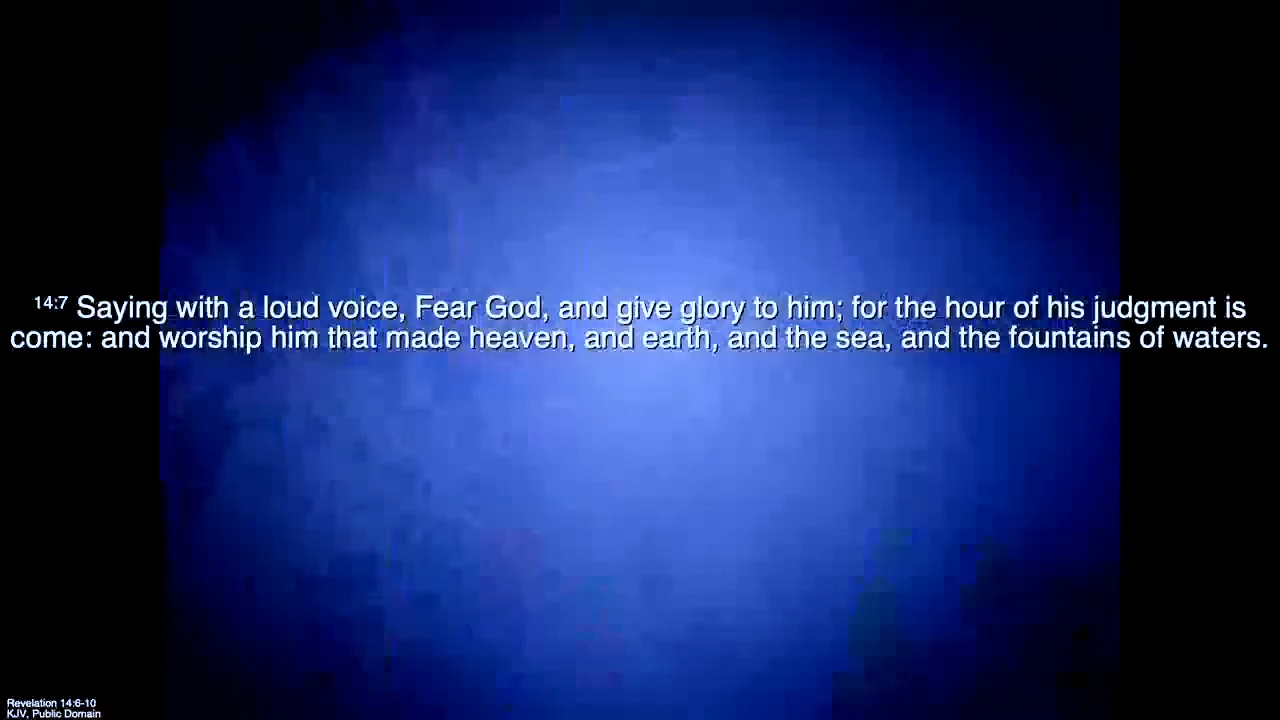 14:7 Saying with a loud voice, Fear God, and give glory to him; for the hour of his judgment is
come: and worship him that made heaven, and earth, and the sea, and the fountains of waters.
Revelation 14:6-10
KJV, Public Domain